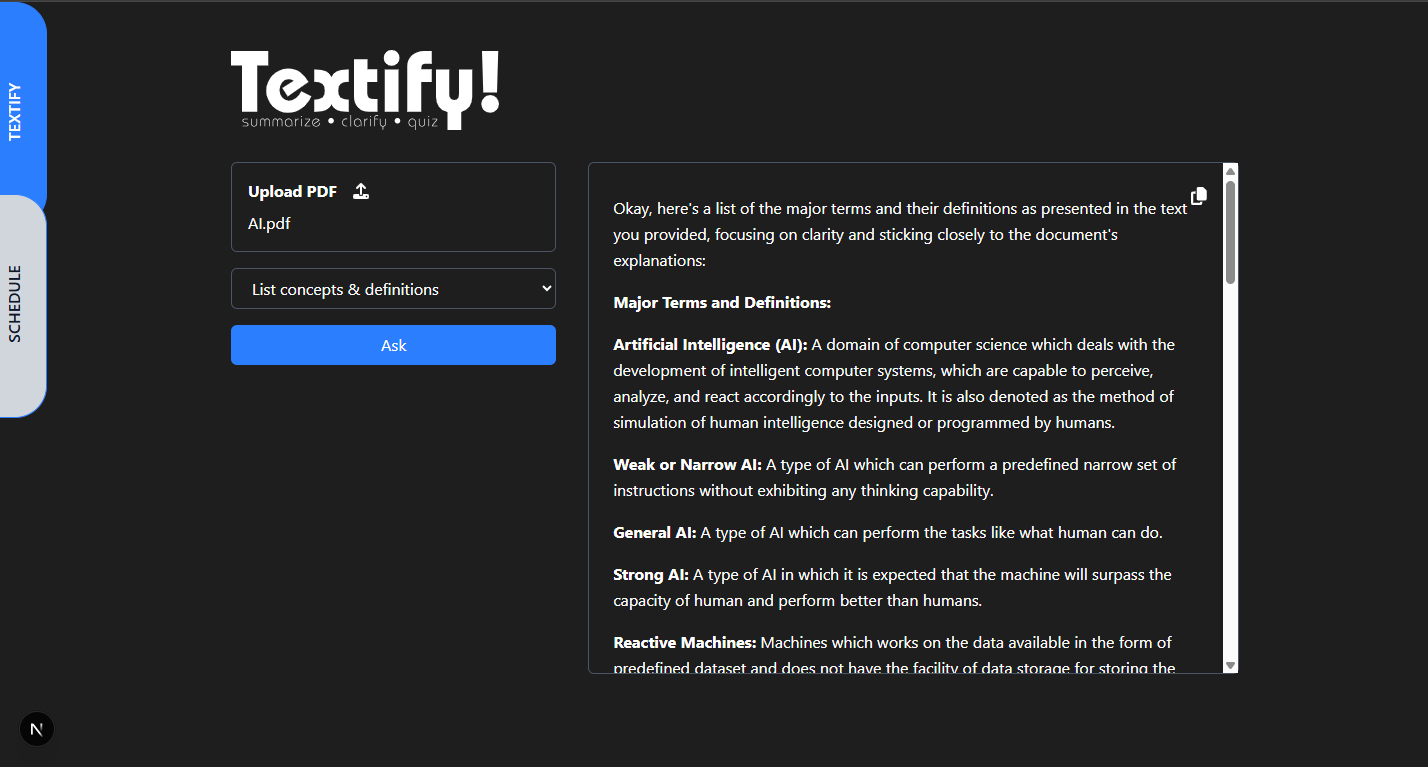 TEXTIFY
SCHEDULE
Textify!
summarize • clarify • quiz
Upload PDF
AI.pdf
List concepts & definitions
Ask
Okay, here's a list of the major terms and their definitions as presented in the text
you provided, focusing on clarity and sticking closely to the document's
explanations:
Major Terms and Definitions:
Artificial Intelligence (AI): A domain of computer science which deals with the
development of intelligent computer systems, which are capable to perceive,
analyze, and react accordingly to the inputs. It is also denoted as the method of
simulation of human intelligence designed or programmed by humans.
Weak or Narrow AI: A type of AI which can perform a predefined narrow set of
instructions without exhibiting any thinking capability.
General AI: A type of AI which can perform the tasks like what human can do.
Strong AI: A type of AI in which it is expected that the machine will surpass the
capacity of human and perform better than humans.
Reactive Machines: Machines which works on the data available in the form of
predefined dataset and does not have the facility of data storage for storing the
N